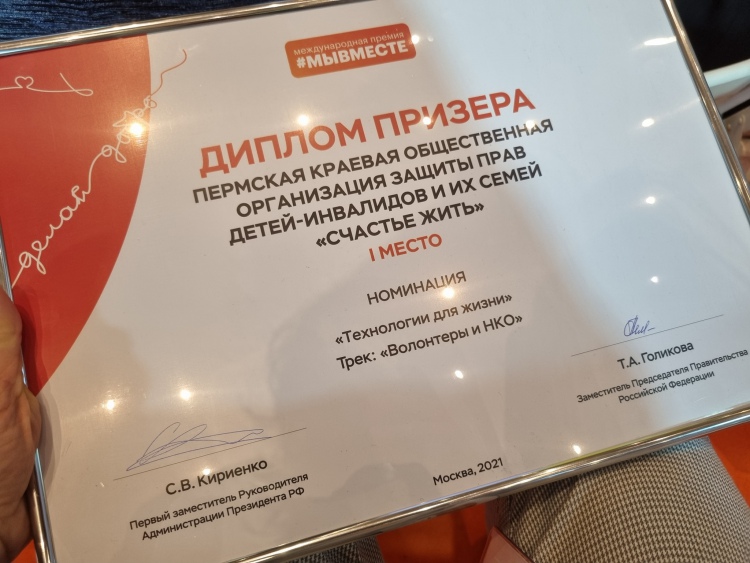 международная премия
#МЫВМЕСТЕ
делай добро
ДИПЛОМ ПРИЗЕРА
ПЕРМСКАЯ КРАЕВАЯ ОБЩЕСТВЕННАЯ
ОРГАНИЗАЦИЯ ЗАЩИТЫ ПРАВ
ДЕТЕЙ-ИНВАЛИДОВ И ИХ СЕМЕЙ
«СЧАСТЬЕ ЖИТЬ»
I МЕСТО
НОМИНАЦИЯ
«Технологии для жизни»
Трек: «Волонтеры и НКО»
Т.А. Голикова
Заместитель Председателя Правительства
Российской Федерации
С.В. Кириенко
Первый заместитель Руководителя
Администрации Президента РФ
Москва, 2021